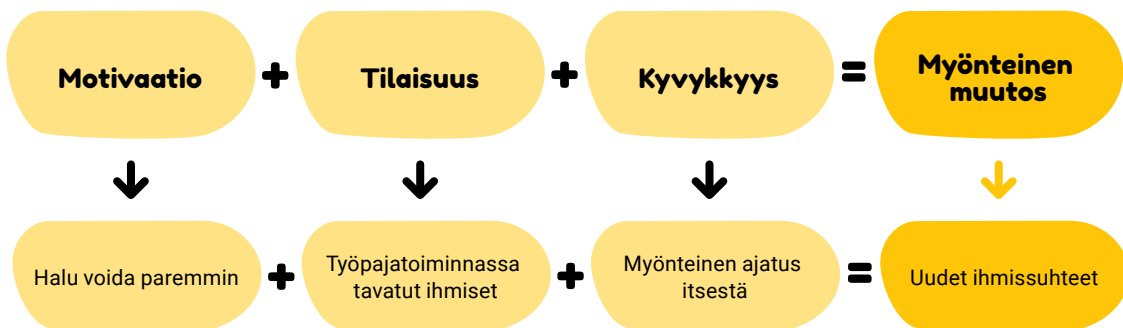 Motivaatio + Tilaisuus + Kyvykkyys = Myönteinen
muutos
Halu voida paremmin + Työpajatoiminnassa
tavatut ihmiset + Myönteinen ajatus
itsestä = Uudet ihmissuhteet